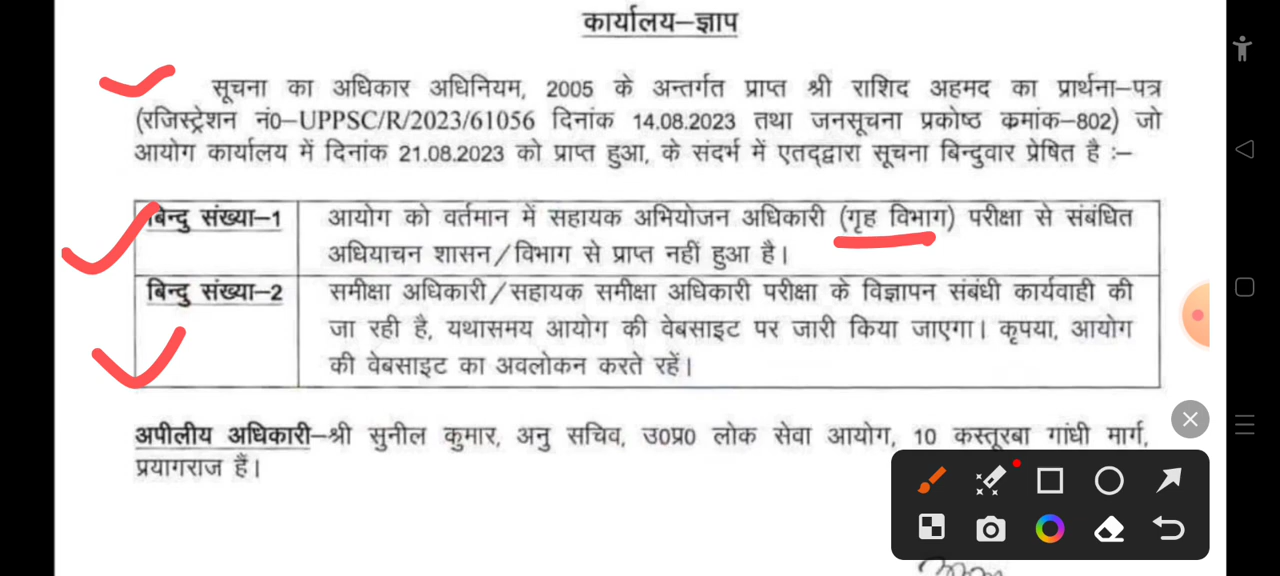 कार्यालय–ज्ञाप
सूचना का अधिकार अधिनियम, 2005 के अन्तर्गत प्राप्त श्री राशिद अहमद का प्रार्थना–पत्र
(रजिस्ट्रेशन नं0–UPPSC/R/2023/61056 दिनांक 14.08.2023 तथा जनसूचना प्रकोष्ठ क्रमांक–802) जो
आयोग कार्यालय में दिनांक 21.08.2023 को प्राप्त हुआ, के संदर्भ में एतद्द्वारा सूचना बिन्दुवार प्रेषित है :–
बिन्दु संख्या–1
आयोग को वर्तमान में सहायक अभियोजन अधिकारी (गृह विभाग) परीक्षा से संबंधित
अधियाचन शासन/विभाग से प्राप्त नहीं हुआ है।
बिन्दु संख्या–2
समीक्षा अधिकारी/सहायक समीक्षा अधिकारी परीक्षा के विज्ञापन संबंधी कार्यवाही की
जा रही है, यथासमय आयोग की वेबसाइट पर जारी किया जाएगा। कृपया, आयोग
की वेबसाइट का अवलोकन करते रहें।
अपीलीय अधिकारी–श्री सुनील कुमार, अनु सचिव, उ0प्र0 लोक सेवा आयोग, 10 कस्तूरबा गांधी मार्ग,
प्रयागराज हैं।